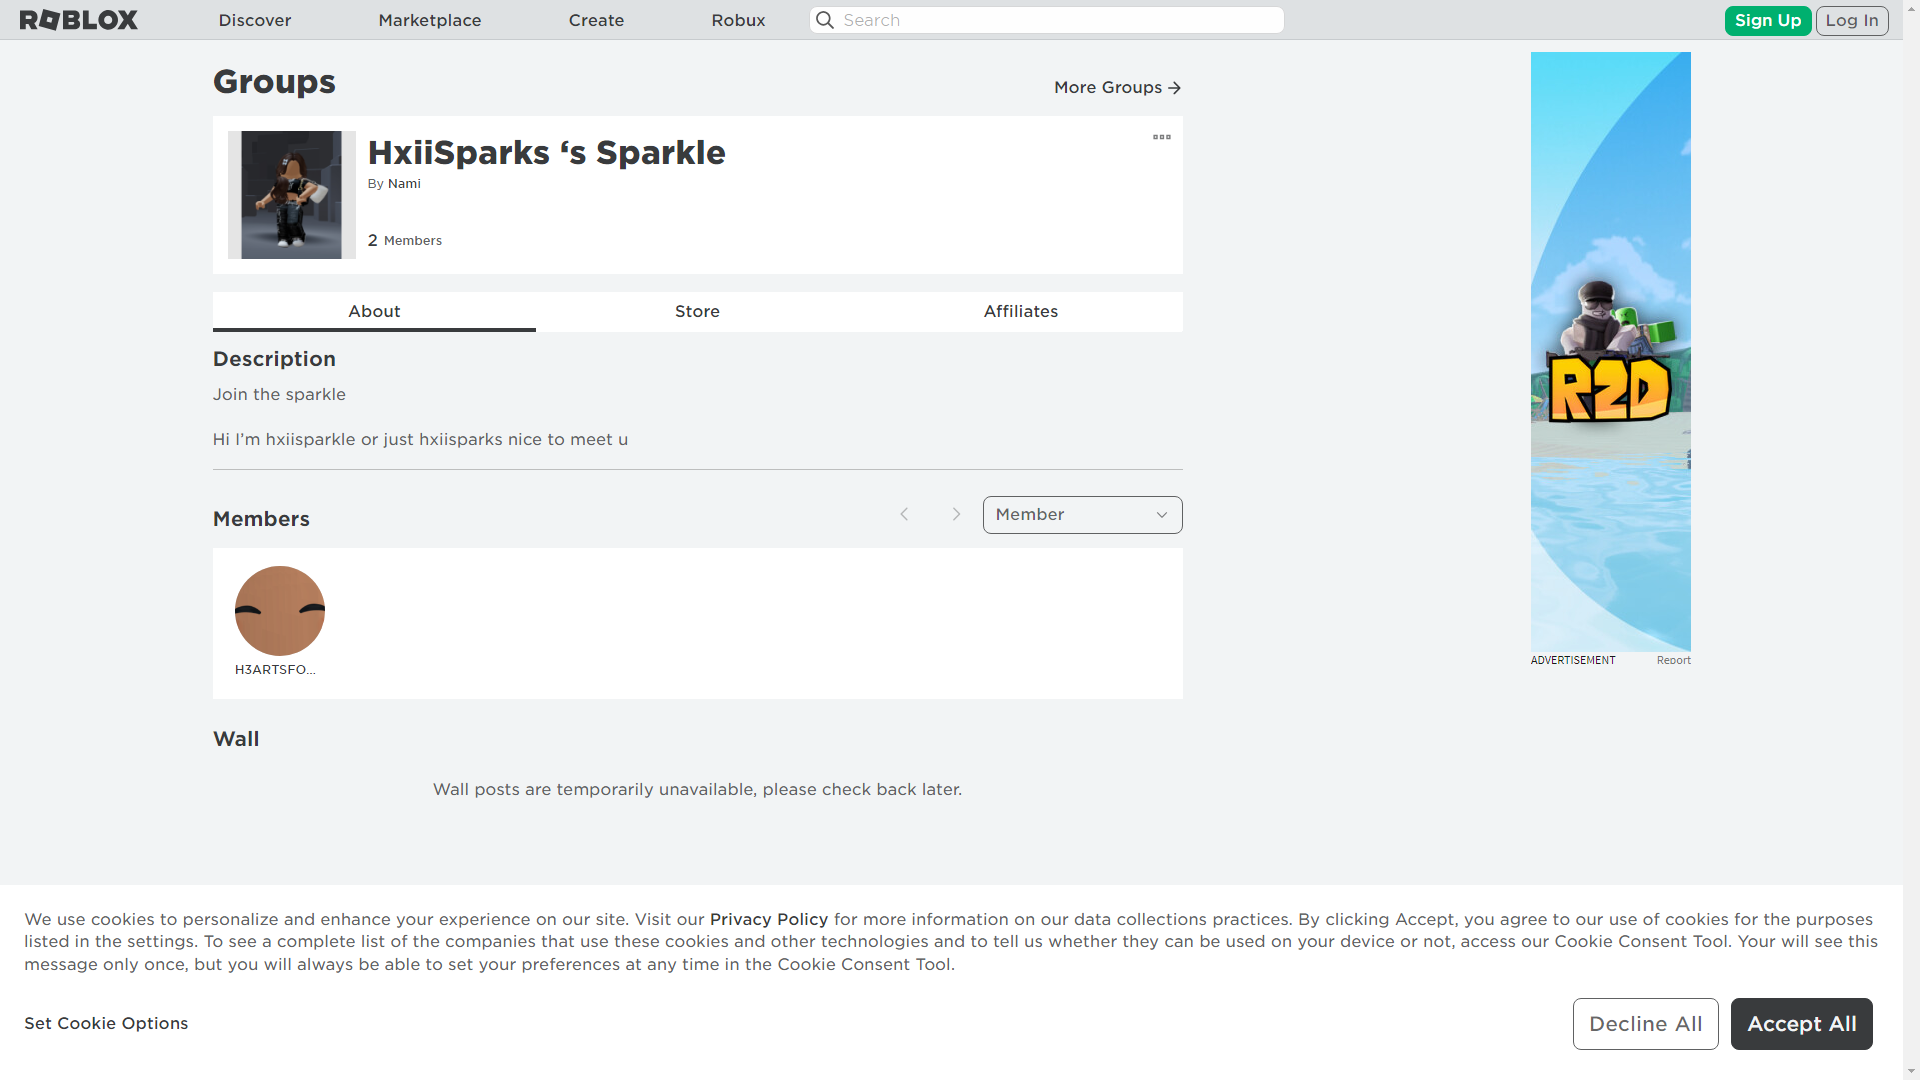 ROBLOX
Discover
Marketplace
Create
Robux
Search
Sign Up
Log In
Groups
More Groups
HxiiSparks ‘s Sparkle
By Nami
2 Members
About
Store
Affiliates
Description
Join the sparkle
Hi I’m hxiisparkle or just hxiisparks nice to meet u
Members
Member
H3ARTSFO...
Wall
Wall posts are temporarily unavailable, please check back later.
R2D
ADVERTISEMENT
Report
We use cookies to personalize and enhance your experience on our site. Visit our Privacy Policy for more information on our data collections practices. By clicking Accept, you agree to our use of cookies for the purposes
listed in the settings. To see a complete list of the companies that use these cookies and other technologies and to tell us whether they can be used on your device or not, access our Cookie Consent Tool. Your will see this
message only once, but you will always be able to set your preferences at any time in the Cookie Consent Tool.
Set Cookie Options
Decline All
Accept All